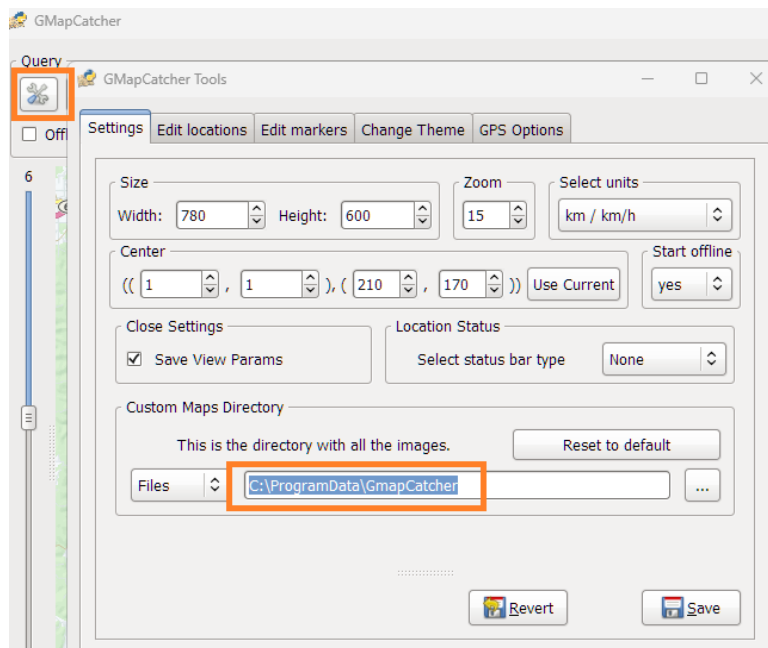 GMapCatcher
Query
GMapCatcher Tools
Offl
Settings Edit locations Edit markers Change Theme GPS Options
6
Size Zoom Select units
Width: 780 Height: 600 15 km / km/h
Center Start offline
(( 1 , 1 ), ( 210 , 170 )) Use Current yes
Close Settings Location Status
Save View Params Select status bar type None
Custom Maps Directory
This is the directory with all the images. Reset to default
Files C:\ProgramData\GmapCatcher ...
Revert Save